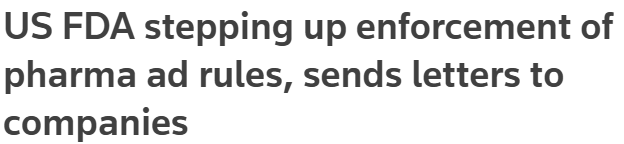 US FDA stepping up enforcement of
pharma ad rules, sends letters to
companies